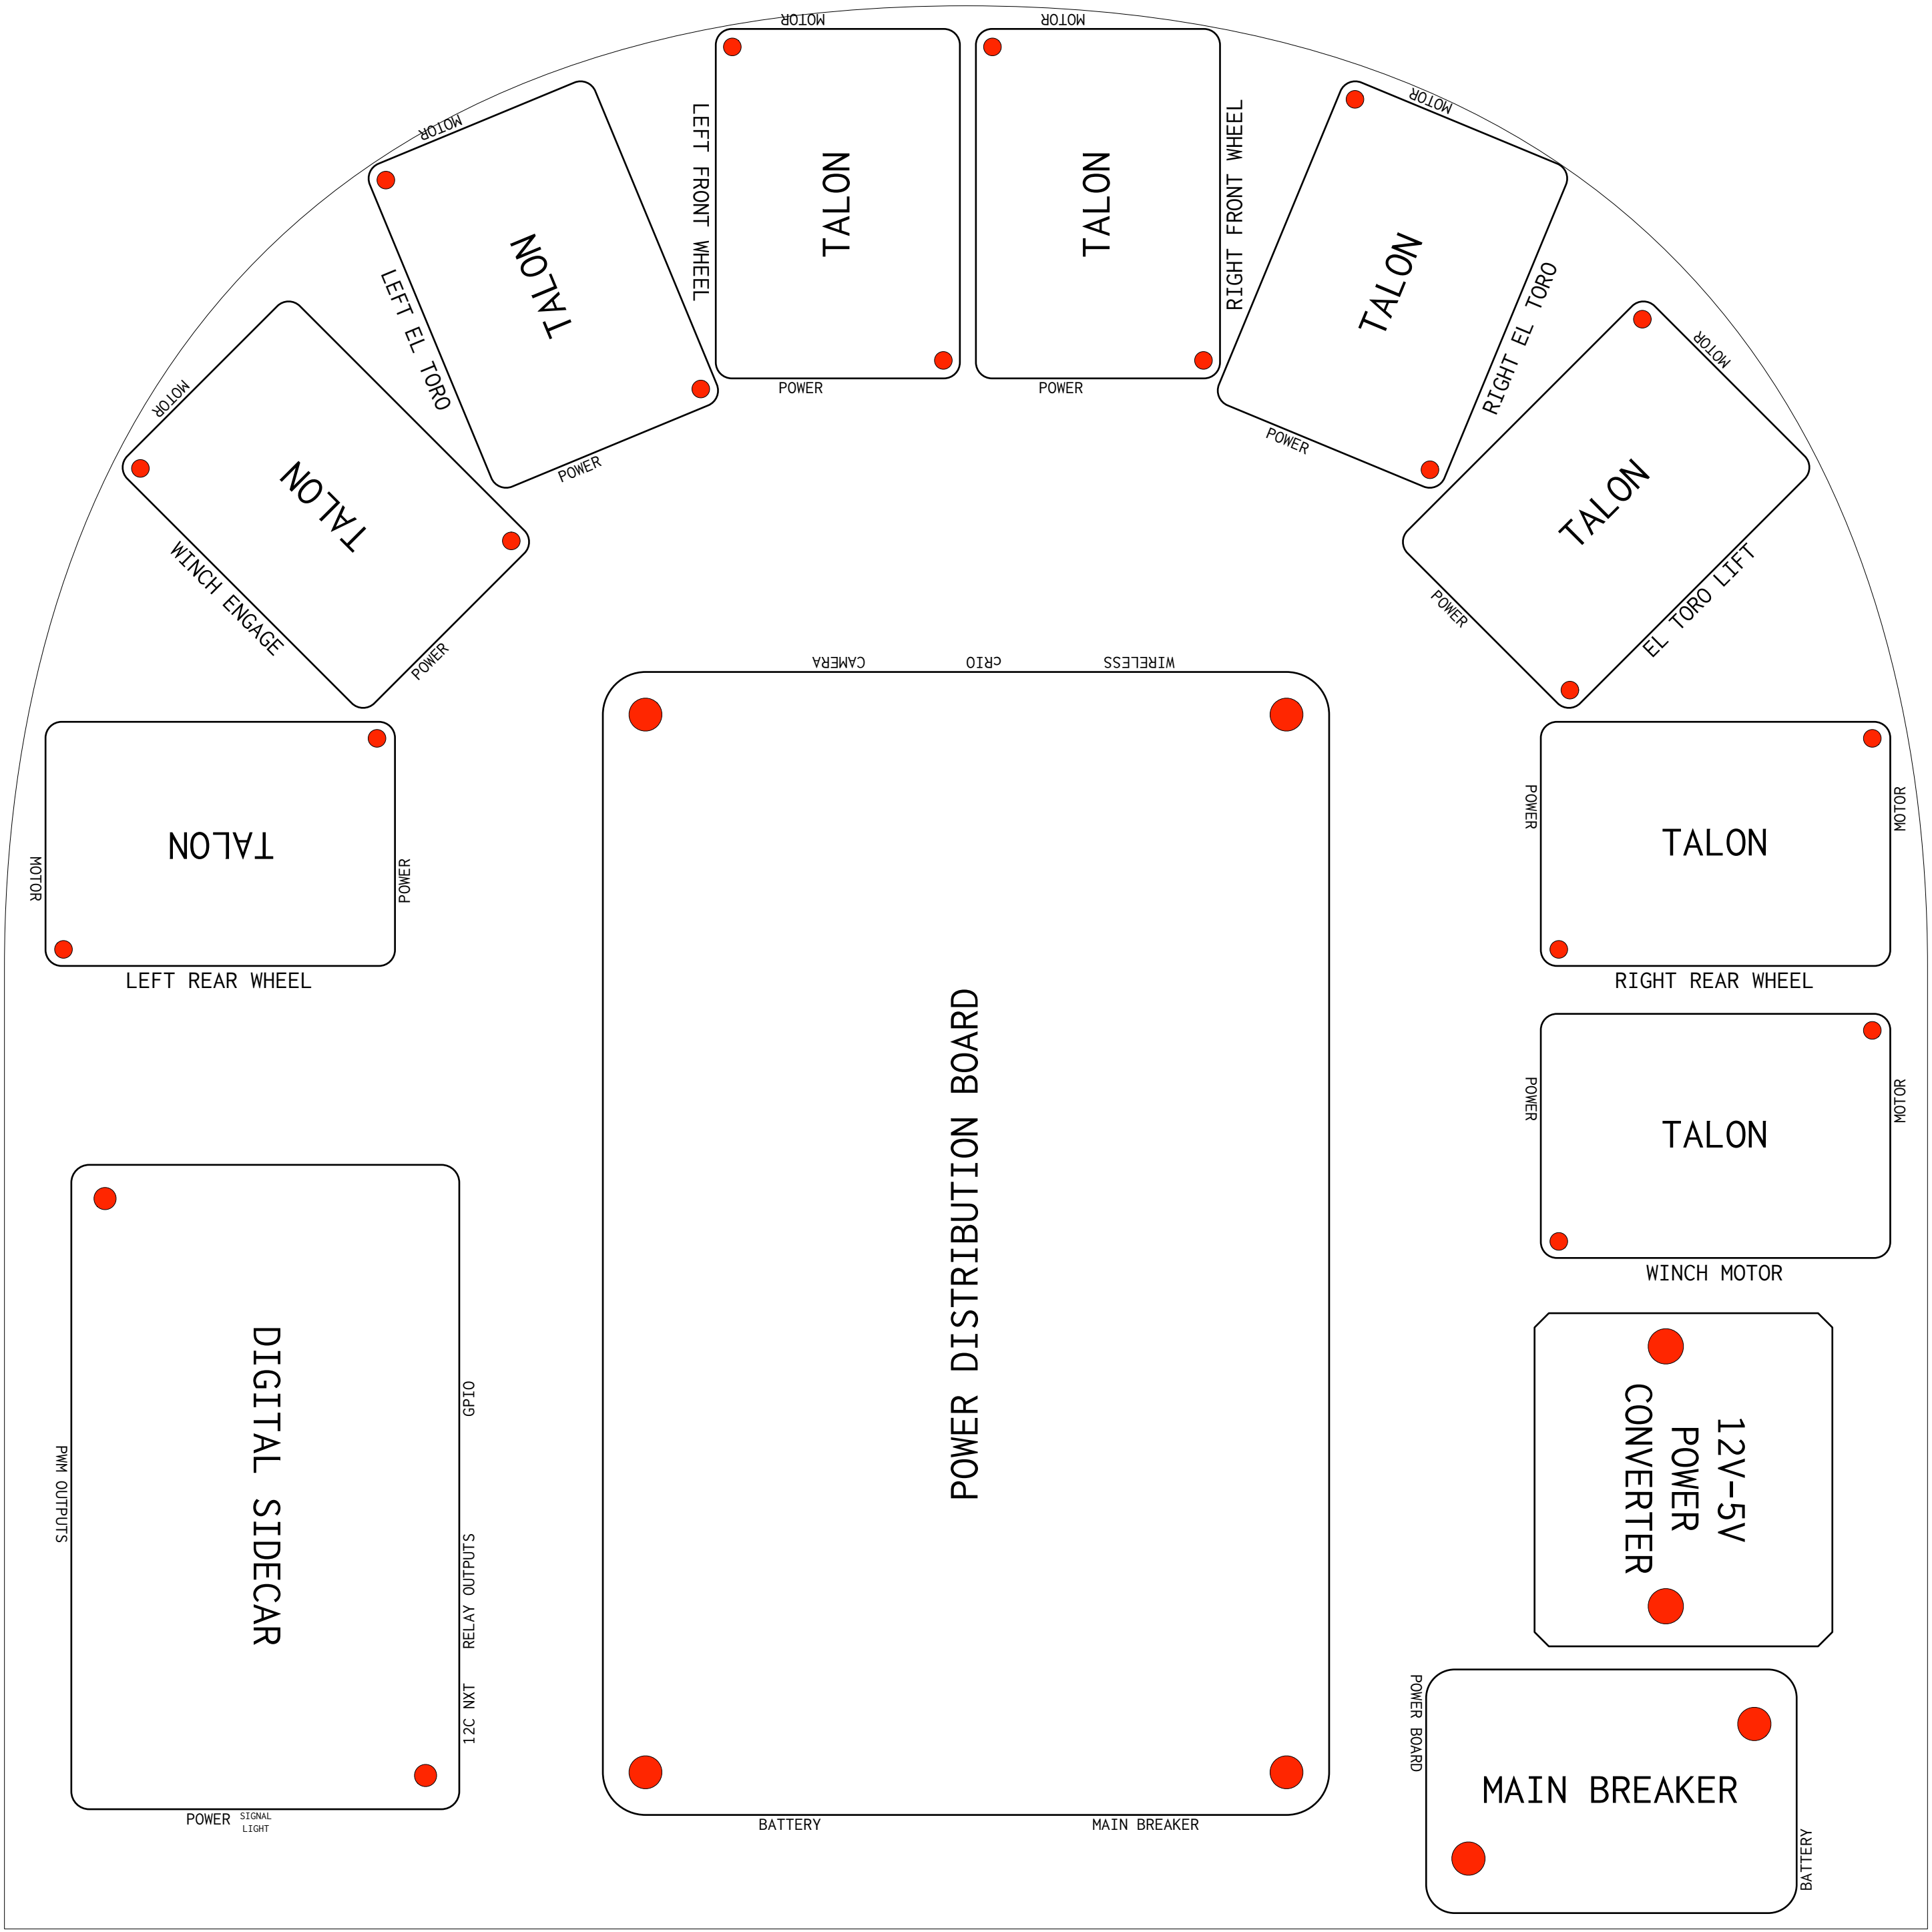 MOTOR
MOTOR
LEFT FRONT WHEEL
TALON
POWER
TALON
RIGHT FRONT WHEEL
POWER
MOTOR
TALON
LEFT EL TORO
POWER
MOTOR
TALON
RIGHT EL TORO
POWER
MOTOR
TALON
WINCH ENGAGE
POWER
MOTOR
TALON
EL TORO LIFT
POWER
CAMERA
cRIO
WIRELESS
POWER DISTRIBUTION BOARD
BATTERY
MAIN BREAKER
MOTOR
TALON
POWER
LEFT REAR WHEEL
POWER
TALON
MOTOR
RIGHT REAR WHEEL
POWER
TALON
MOTOR
WINCH MOTOR
PWM OUTPUTS
DIGITAL SIDECAR
GPIO
RELAY OUTPUTS
12C NXT
POWER
SIGNAL
LIGHT
12V-5V
POWER
CONVERTER
POWER BOARD
MAIN BREAKER
BATTERY